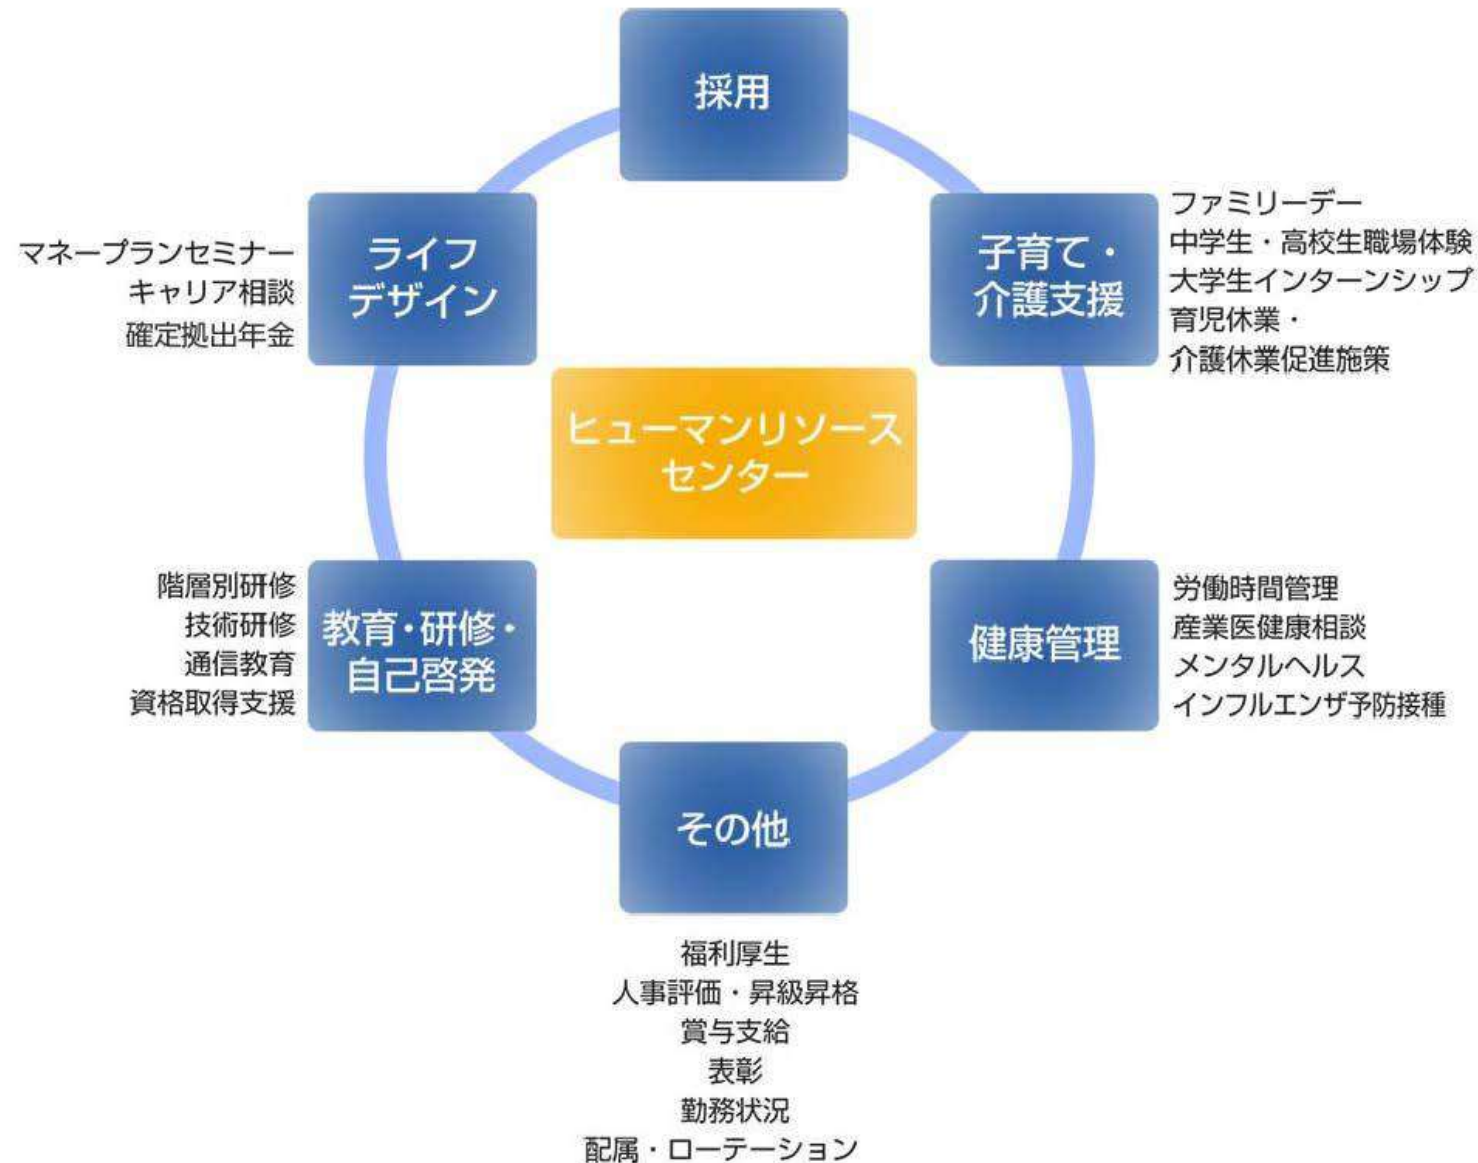 採用
ライフ
デザイン
マネープランセミナー
キャリア相談
確定拠出年金
子育て・
介護支援
ファミリーデー
中学生・高校生職場体験
大学生インターンシップ
育児休業・
介護休業促進施策
ヒューマンリソース
センター
教育・研修・
自己啓発
階層別研修
技術研修
通信教育
資格取得支援
健康管理
労働時間管理
産業医健康相談
メンタルヘルス
インフルエンザ予防接種
その他
福利厚生
人事評価・昇級昇格
賞与支給
表彰
勤務状況
配属・ローテーション